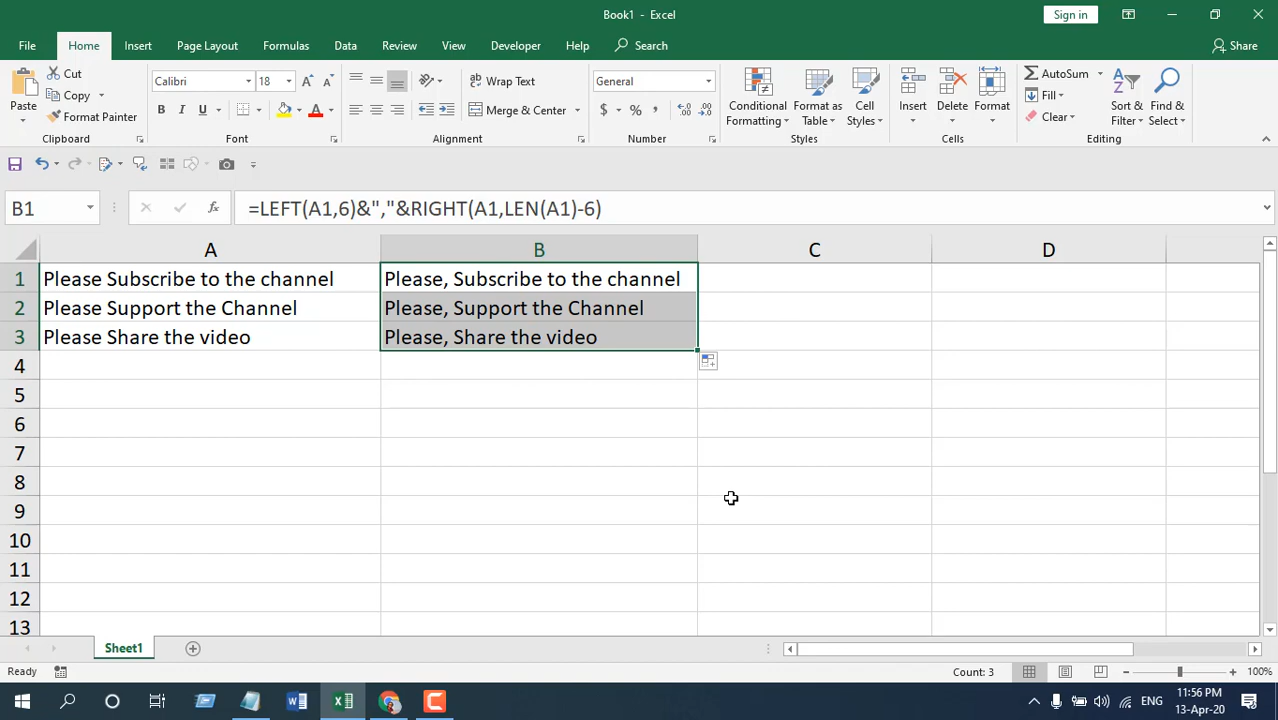 Book1 - Excel
Sign in
File Home Insert Page Layout Formulas Data Review View Developer Help Search Share
Paste
Cut
Copy
Format Painter
Clipboard
Calibri 18
A A
B I U A
Font
Wrap Text
Merge & Center
Alignment
General
$ % ,
Number
Conditional Formatting
Format as Table
Cell Styles
Styles
Insert
Delete
Format
Cells
AutoSum
Fill
Clear
Sort & Filter
Find & Select
Editing
B1 fx =LEFT(A1,6)&","&RIGHT(A1,LEN(A1)-6)
A B C D
1 Please Subscribe to the channel Please, Subscribe to the channel
2 Please Support the Channel Please, Support the Channel
3 Please Share the video Please, Share the video
4
5
6
7
8
9
10
11
12
13
Sheet1
Ready Count: 3 100%
ENG 11:56 PM
13-Apr-20